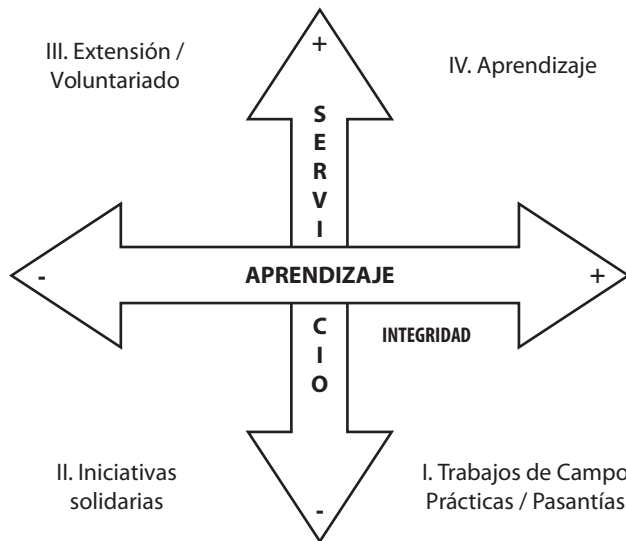 III. Extensión /
Voluntariado
+
IV. Aprendizaje
S
E
R
V
I
-
APRENDIZAJE
+
C
I
O
INTEGRIDAD
II. Iniciativas
solidarias
-
I. Trabajos de Campo
Prácticas / Pasantías